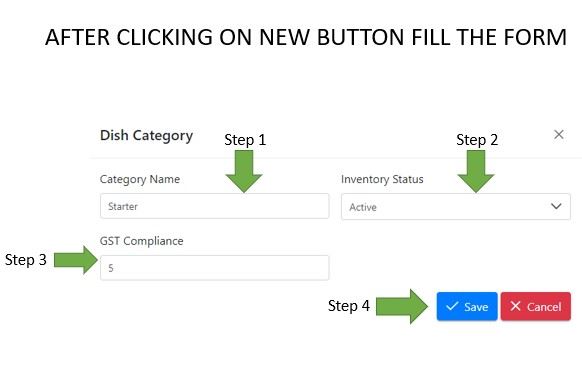 AFTER CLICKING ON NEW BUTTON FILL THE FORM
Dish Category
Step 1
Step 2
Category Name
Inventory Status
Starter
Active
GST Compliance
Step 3
5
Step 4
Save
Cancel